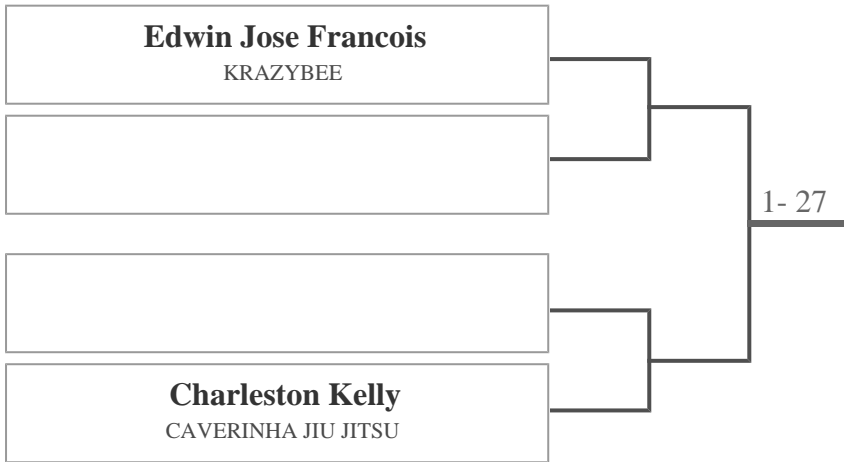 Edwin Jose Francois
KRAZYBEE
1- 27
Charleston Kelly
CAVERINHA JIU JITSU